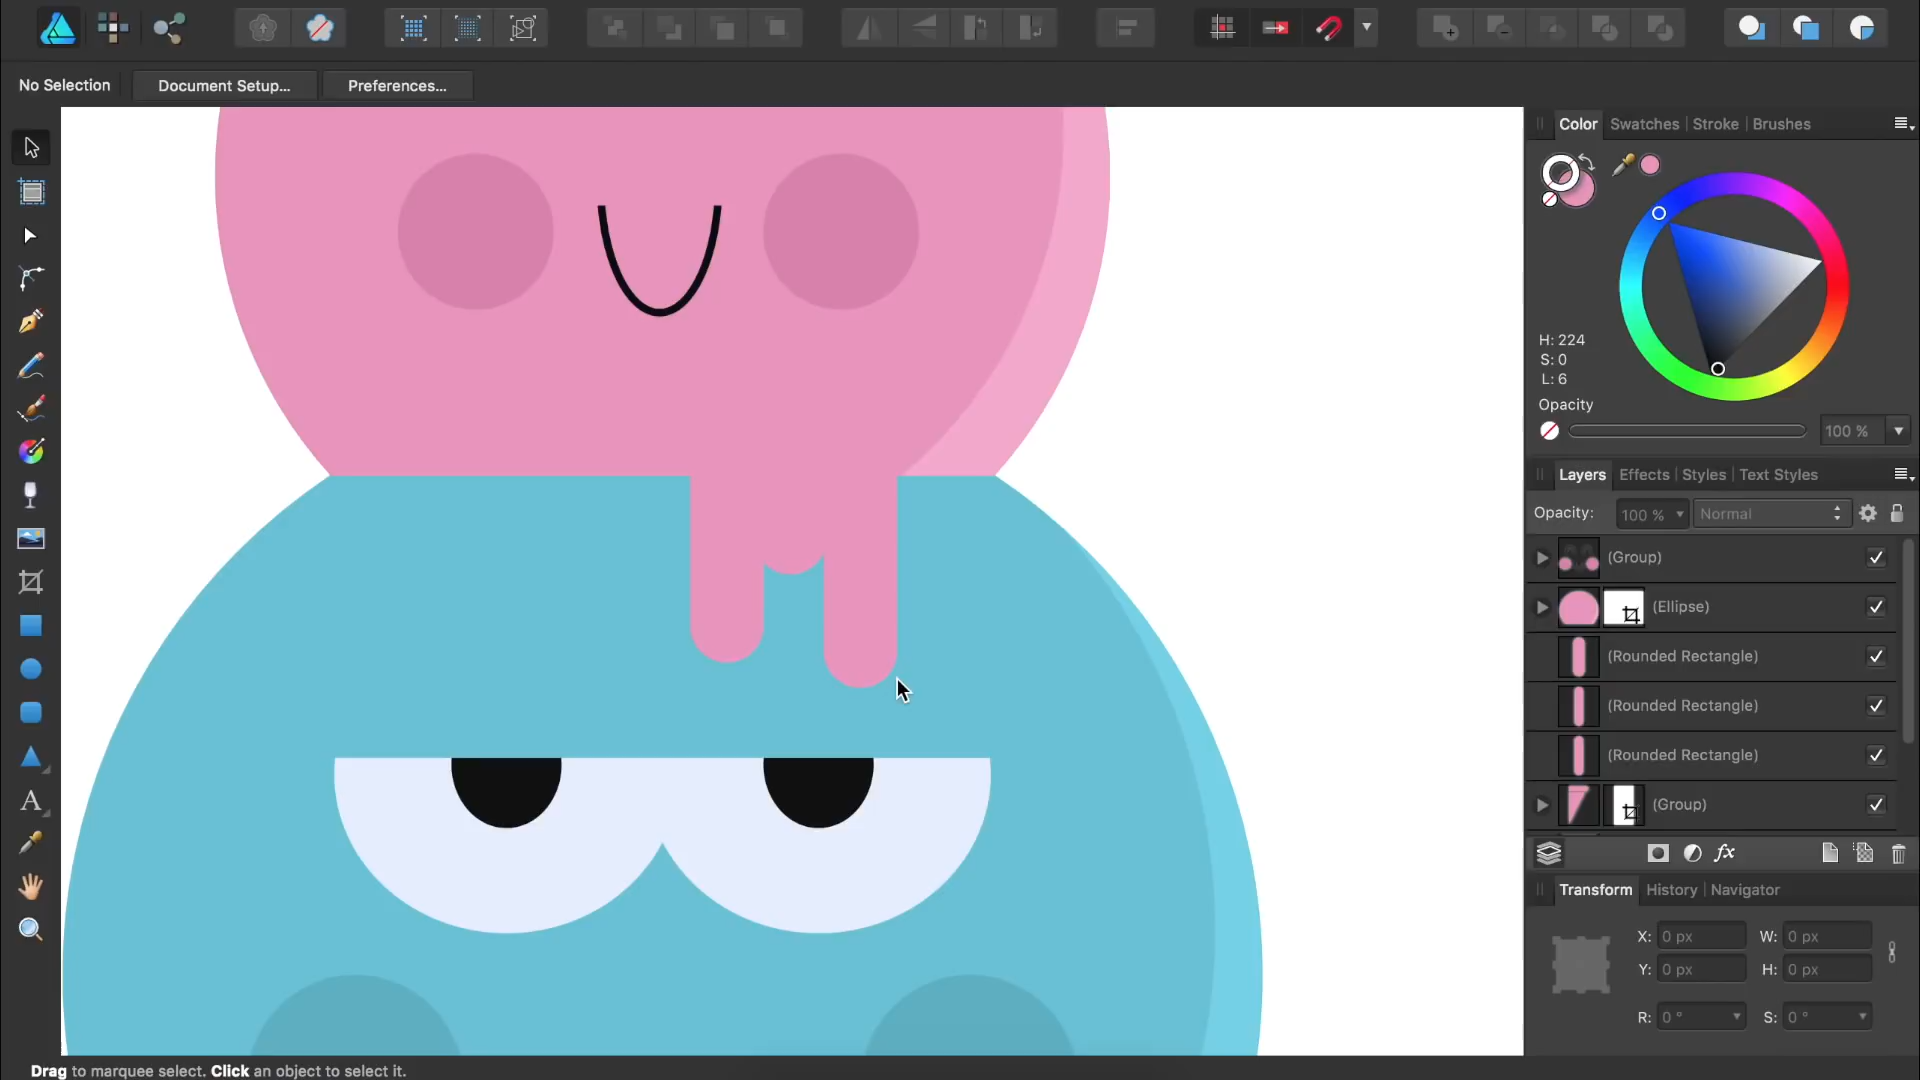 No Selection
Document Setup...
Preferences...
Color
Swatches
Stroke
Brushes
H: 224
S: 0
L: 6
Opacity
100 %
Layers
Effects
Styles
Text Styles
Opacity:
100 %
Normal
(Group)
(Ellipse)
(Rounded Rectangle)
(Rounded Rectangle)
(Rounded Rectangle)
(Group)
fx
Transform
History
Navigator
X: 0 px
W: 0 px
Y: 0 px
H: 0 px
R: 0 °
S: 0 °
A
Drag to marquee select. Click an object to select it.